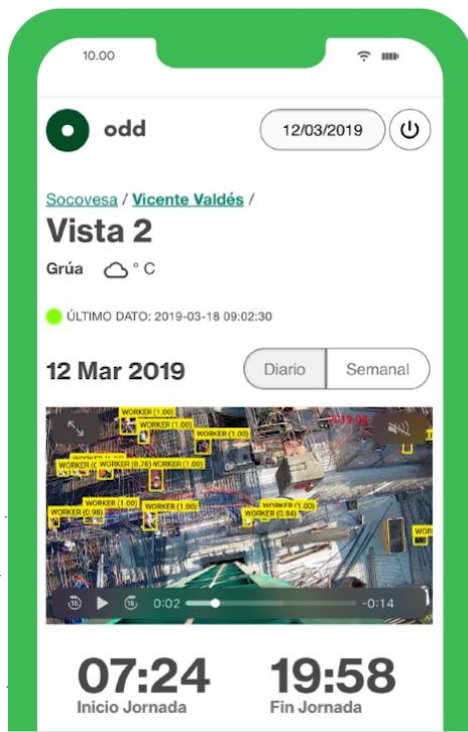 10.00
odd
12/03/2019
Socovesa / Vicente Valdés /
Vista 2
Grúa ° C
ÚLTIMO DATO: 2019-03-18 09:02:30
12 Mar 2019
Diario Semanal
WORKER (1.00)
WORKER (1.00)
WORKER (1.00)
WORKER (0.78) WORKER (1.00)
WORKER (1.00) WORKER (1.00)
WORKER (0.98) WORKER (1.00)
WORKER (0.84)
15 15 0:02 -0:14
07:24 19:58
Inicio Jornada Fin Jornada